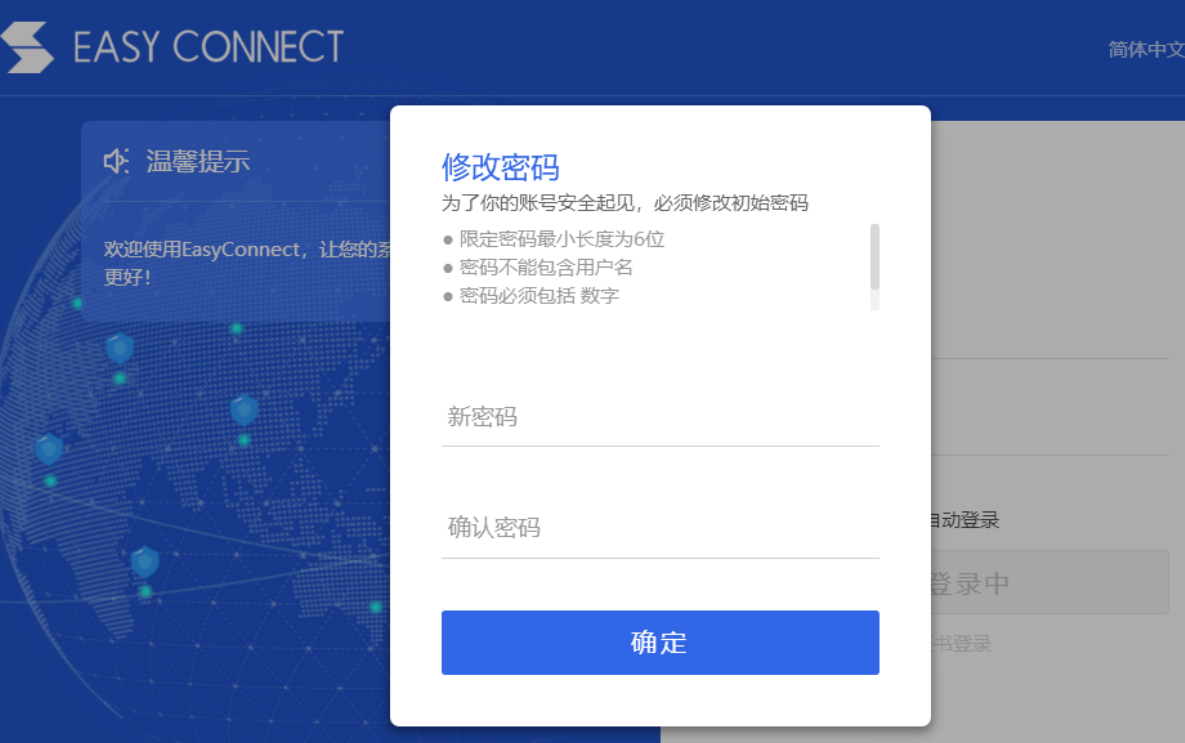 EASY CONNECT
简体中文
温馨提示
欢迎使用EasyConnect，让您的系
更好！
修改密码
为了你的账号安全起见，必须修改初始密码
● 限定密码最小长度为6位
● 密码不能包含用户名
● 密码必须包括 数字
新密码
确认密码
确定
自动登录
登录中
证书登录